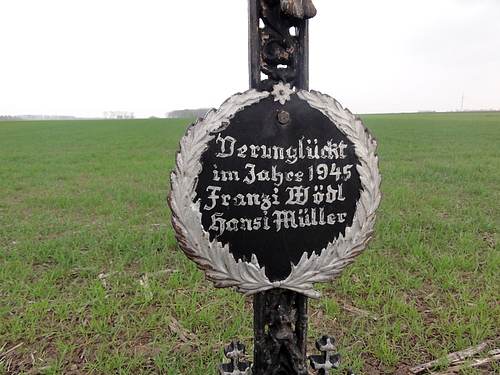 Verunglückt
im Jahre 1945
Franzi Wödl
Hansi Müller